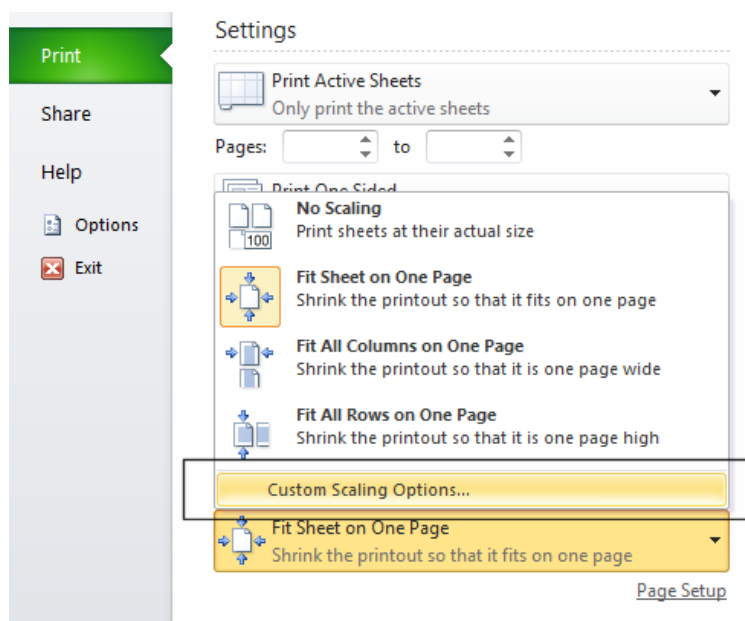 Settings
Print
Print Active Sheets
Only print the active sheets
Share
Pages: to
Help
Print One Sided
No Scaling
Print sheets at their actual size
100
Options
Exit
Fit Sheet on One Page
Shrink the printout so that it fits on one page
Fit All Columns on One Page
Shrink the printout so that it is one page wide
Fit All Rows on One Page
Shrink the printout so that it is one page high
Custom Scaling Options...
Fit Sheet on One Page
Shrink the printout so that it fits on one page
Page Setup